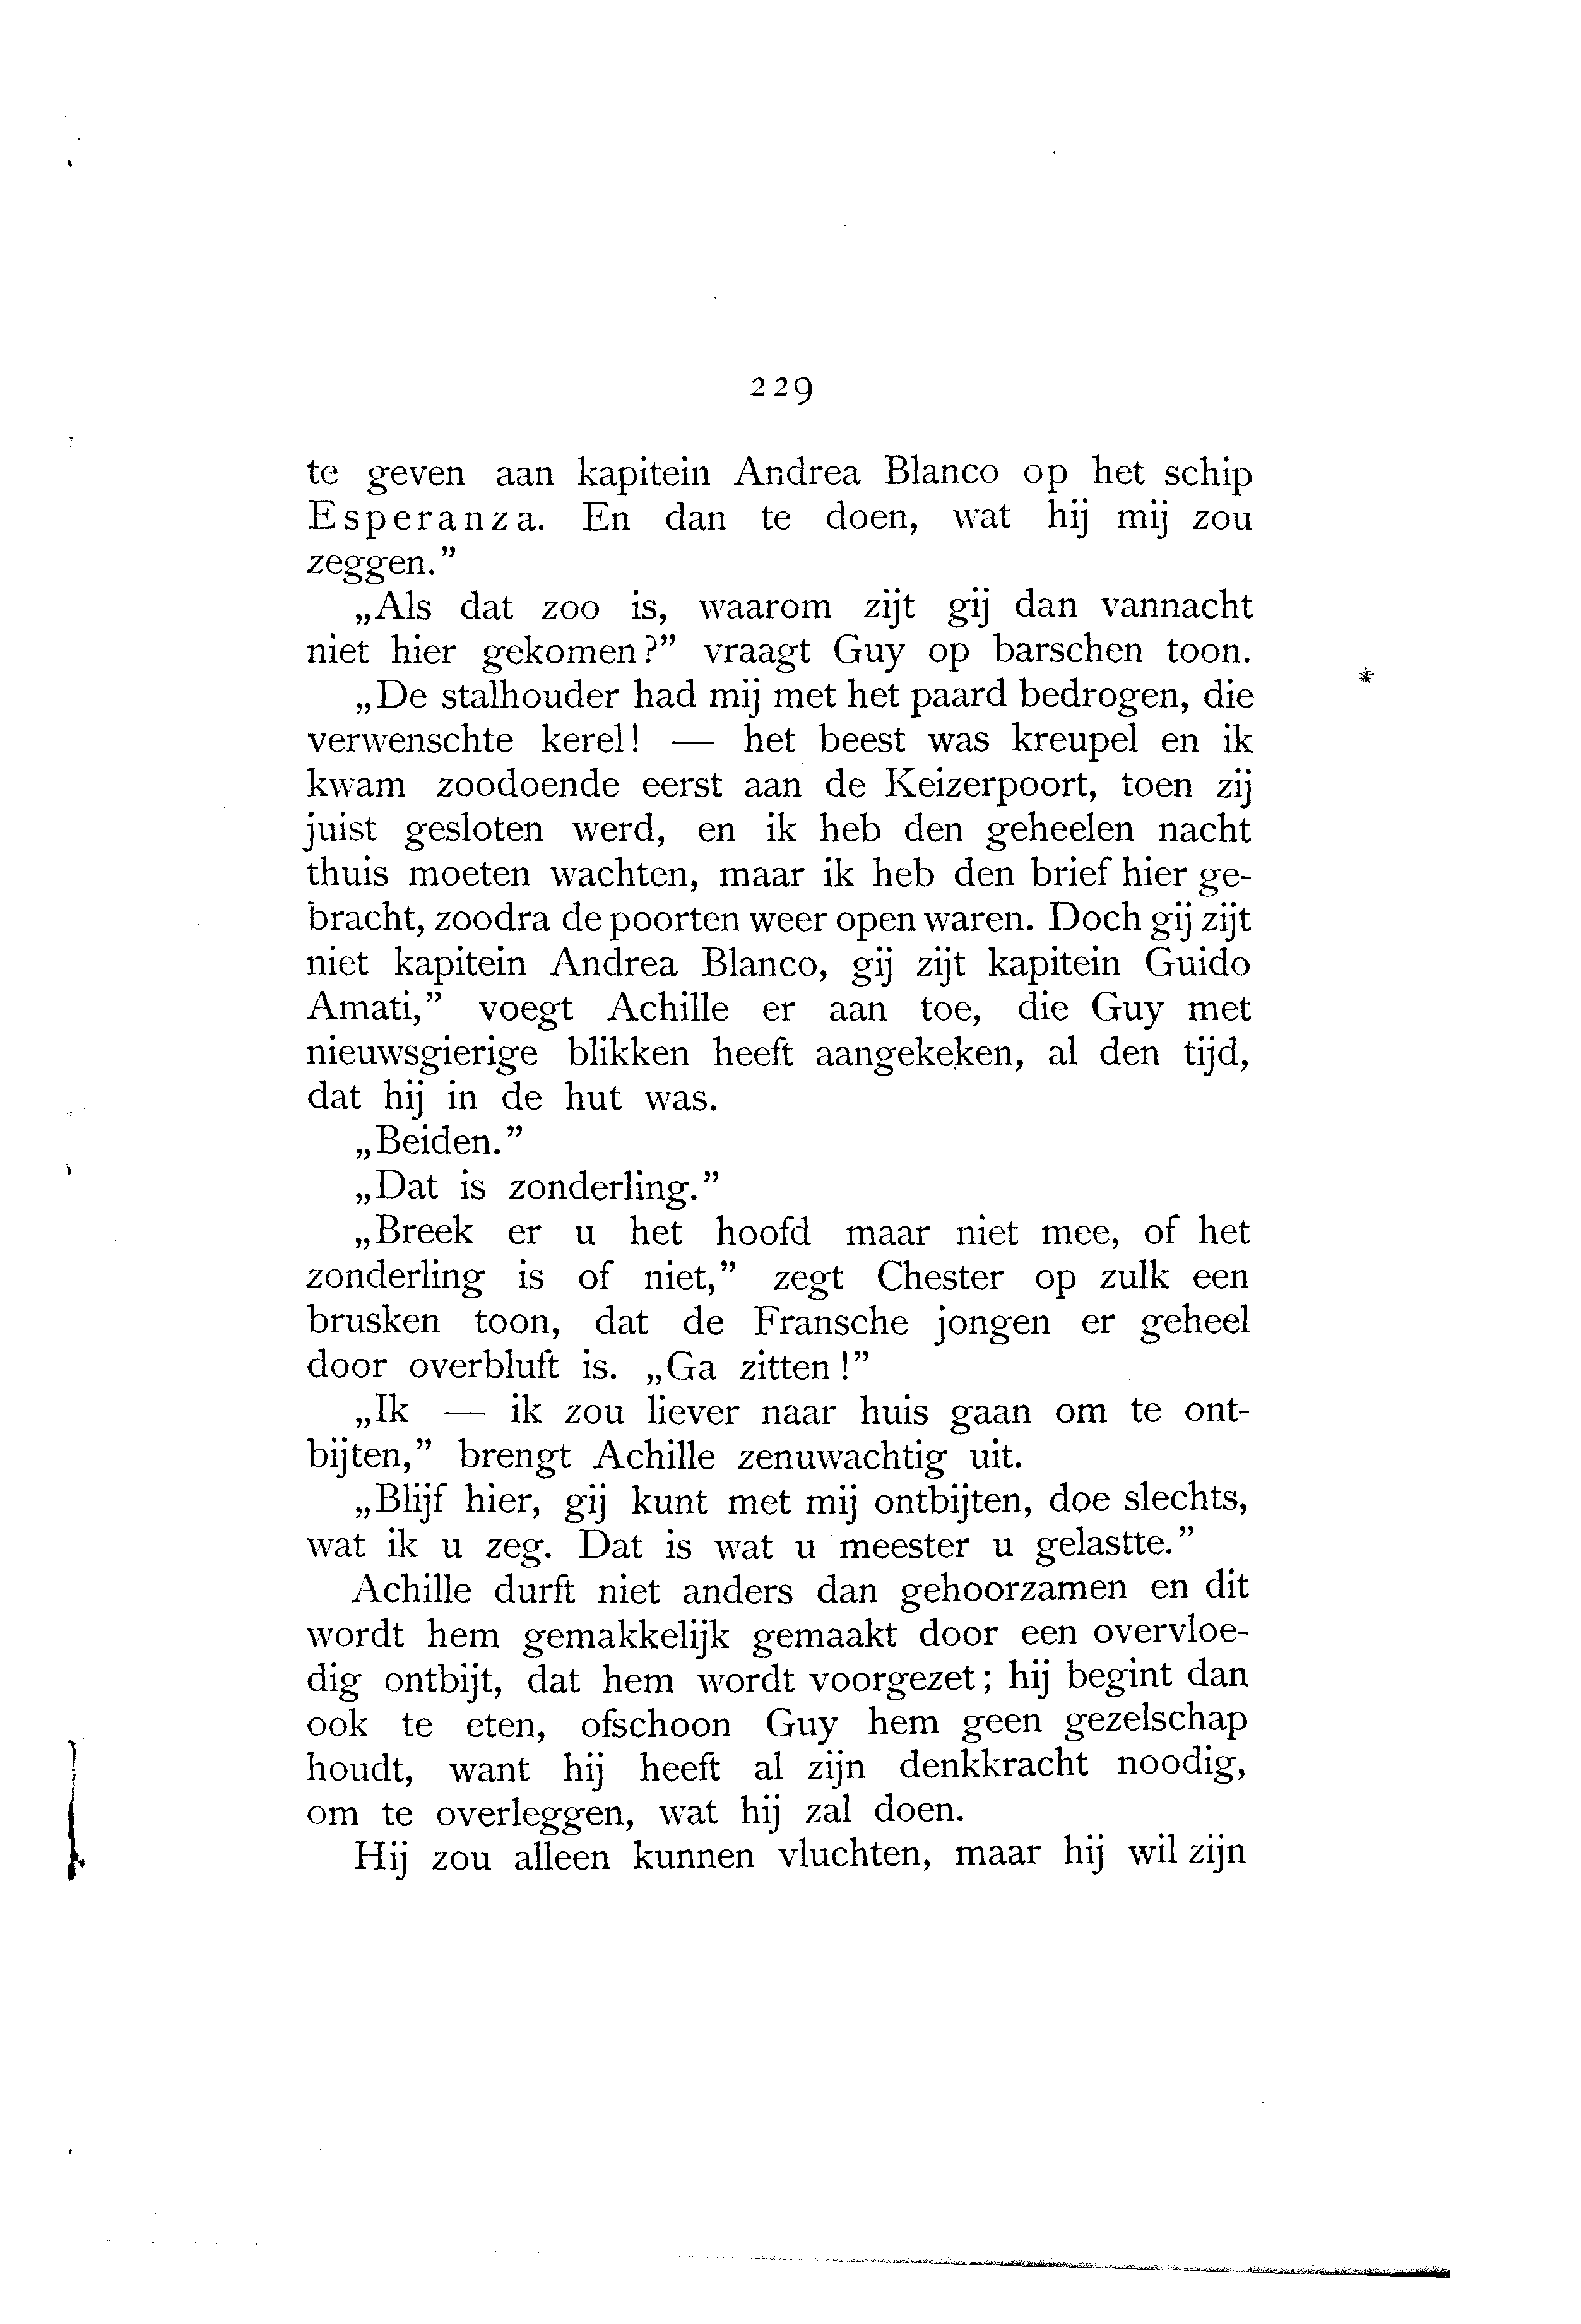 229
te geven aan kapitein Andrea Blanco op het schip
Esperanza. En dan te doen, wat hij mij zou
zeggen.”
„Als dat zoo is, waarom zijt gij dan vannacht
niet hier gekomen?” vraagt Guy op barschen toon.
„De stalhouder had mij met het paard bedrogen, die
verwenschte kerel! — het beest was kreupel en ik
kwam zoodoende eerst aan de Keizerpoort, toen zij
juist gesloten werd, en ik heb den geheelen nacht
thuis moeten wachten, maar ik heb den brief hier ge-
bracht, zoodra de poorten weer open waren. Doch gij zijt
niet kapitein Andrea Blanco, gij zijt kapitein Guido
Amati,” voegt Achille er aan toe, die Guy met
nieuwsgierige blikken heeft aangekeken, al den tijd,
dat hij in de hut was.
„Beiden.”
„Dat is zonderling.”
„Breek er u het hoofd maar niet mee, of het
zonderling is of niet,” zegt Chester op zulk een
brusken toon, dat de Fransche jongen er geheel
door overbluft is. „Ga zitten!”
„Ik — ik zou liever naar huis gaan om te ont-
bijten,” brengt Achille zenuwachtig uit.
„Blijf hier, gij kunt met mij ontbijten, doe slechts,
wat ik u zeg. Dat is wat u meester u gelastte.”
Achille durft niet anders dan gehoorzamen en dit
wordt hem gemakkelijk gemaakt door een overvloe-
dig ontbijt, dat hem wordt voorgezet; hij begint dan
ook te eten, ofschoon Guy hem geen gezelschap
houdt, want hij heeft al zijn denkkracht noodig,
om te overleggen, wat hij zal doen.
Hij zou alleen kunnen vluchten, maar hij wil zijn